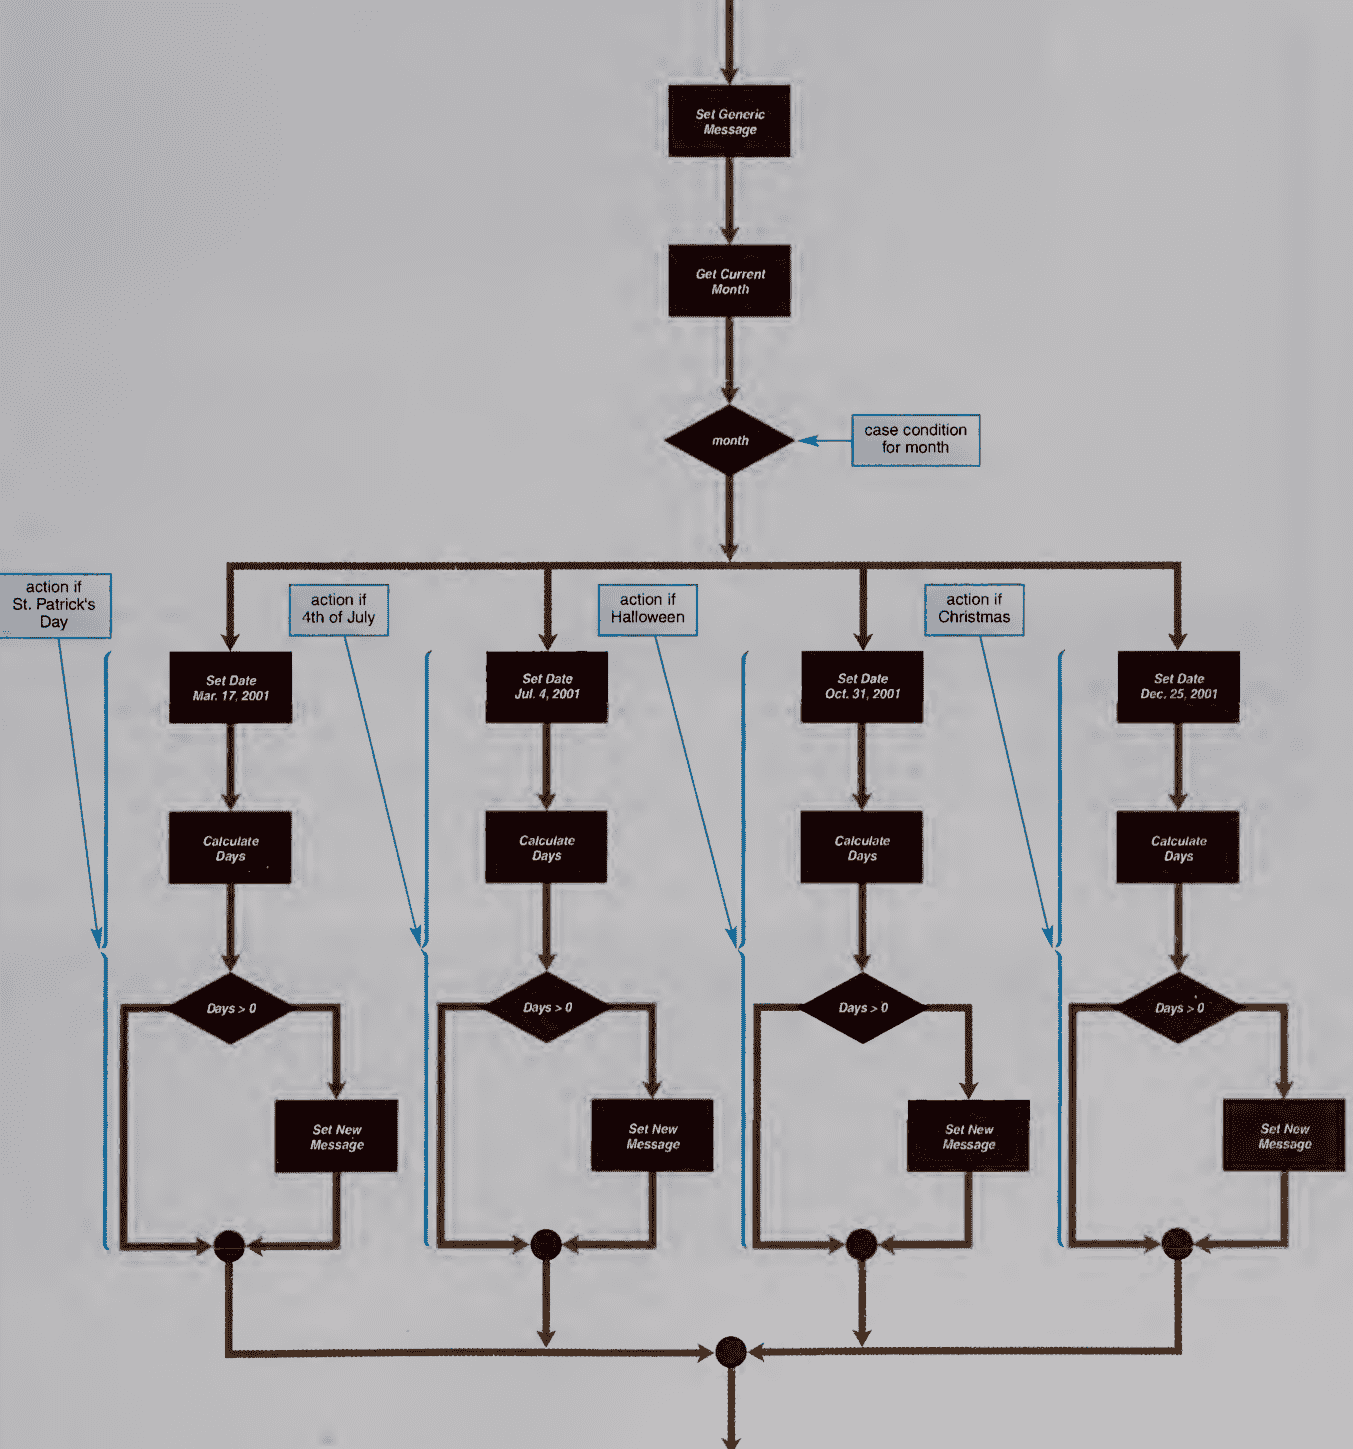 Set Generic
Message
Get Current
Month
month
case condition
for month
action if
St. Patrick's
Day
action if
4th of July
action if
Halloween
action if
Christmas
Set Date
Mar. 17, 2001
Set Date
Jul. 4, 2001
Set Date
Oct. 31, 2001
Set Date
Dec. 25, 2001
Calculate
Days
Calculate
Days
Calculate
Days
Calculate
Days
Days > 0
Days > 0
Days > 0
Days > 0
Set New
Message
Set New
Message
Set New
Message
Set New
Message